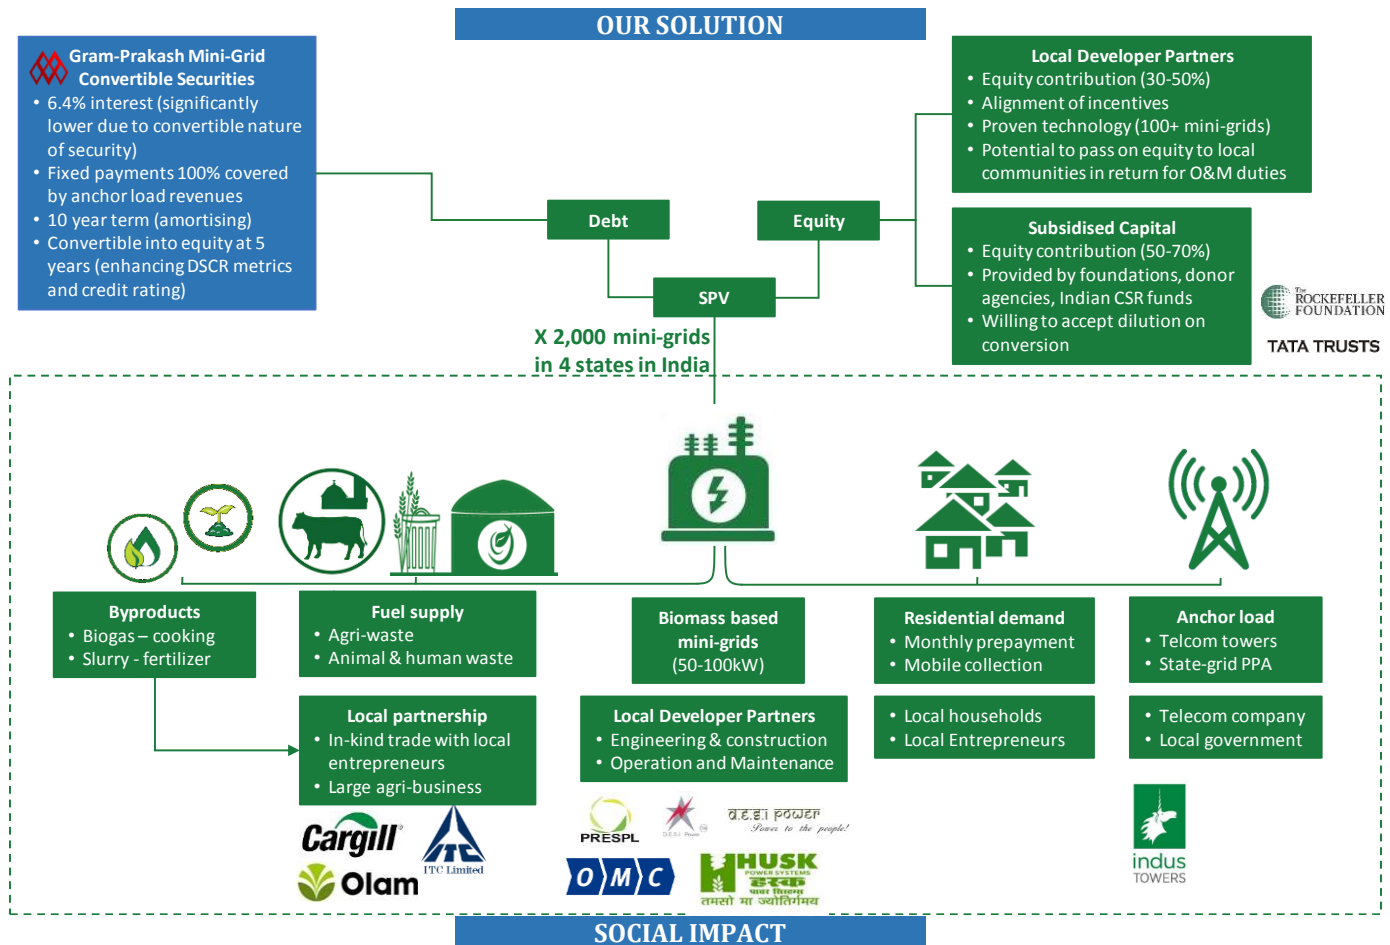 OUR SOLUTION
Gram-Prakash Mini-Grid
Convertible Securities
• 6.4% interest (significantly
lower due to convertible nature
of security)
• Fixed payments 100% covered
by anchor load revenues
• 10 year term (amortising)
• Convertible into equity at 5
years (enhancing DSCR metrics
and credit rating)
Debt
Equity
SPV
Local Developer Partners
• Equity contribution (30-50%)
• Alignment of incentives
• Proven technology (100+ mini-grids)
• Potential to pass on equity to local
communities in return for O&M duties
Subsidised Capital
• Equity contribution (50-70%)
• Provided by foundations, donor
agencies, Indian CSR funds
• Willing to accept dilution on
conversion
The
ROCKEFELLER
FOUNDATION
TATA TRUSTS
X 2,000 mini-grids
in 4 states in India
Byproducts
• Biogas – cooking
• Slurry - fertilizer
Fuel supply
• Agri-waste
• Animal & human waste
Biomass based
mini-grids
(50-100kW)
Residential demand
• Monthly prepayment
• Mobile collection
Anchor load
• Telcom towers
• State-grid PPA
Local partnership
• In-kind trade with local
entrepreneurs
• Large agri-business
Local Developer Partners
• Engineering & construction
• Operation and Maintenance
• Local households
• Local Entrepreneurs
• Telecom company
• Local government
Cargill
ITC Limited
Olam
PRESPL
D.E.S.I. Power
d.e.s.i power
Power to the people!
OMC
HUSK
POWER SYSTEMS
हस्क
पावर सिस्टम्स
तमसो मा ज्योतिर्गमय
indus
TOWERS
SOCIAL IMPACT